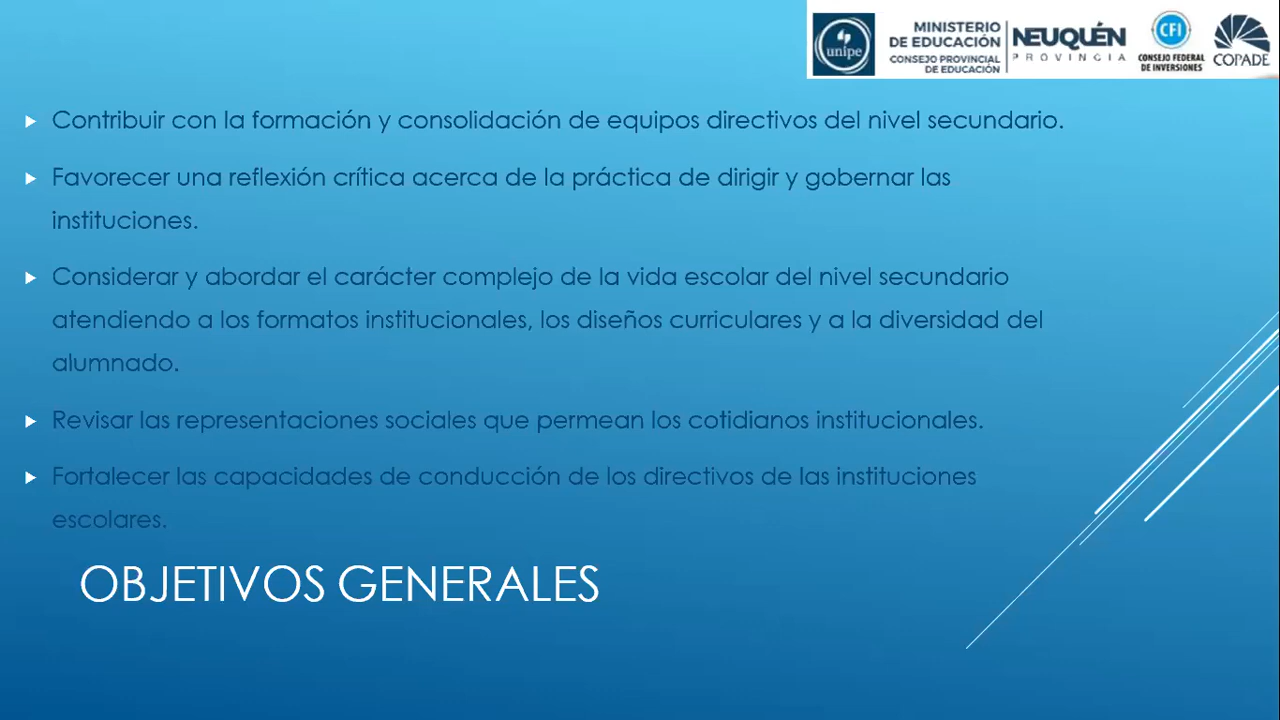 unipe
MINISTERIO
DE EDUCACIÓN
CONSEJO PROVINCIAL
DE EDUCACIÓN
NEUQUÉN
PROVINCIA
CFI
CONSEJO FEDERAL
DE INVERSIONES
COPADE
Contribuir con la formación y consolidación de equipos directivos del nivel secundario.
Favorecer una reflexión crítica acerca de la práctica de dirigir y gobernar las
instituciones.
Considerar y abordar el carácter complejo de la vida escolar del nivel secundario
atendiendo a los formatos institucionales, los diseños curriculares y a la diversidad del
alumnado.
Revisar las representaciones sociales que permean los cotidianos institucionales.
Fortalecer las capacidades de conducción de los directivos de las instituciones
escolares.
OBJETIVOS GENERALES